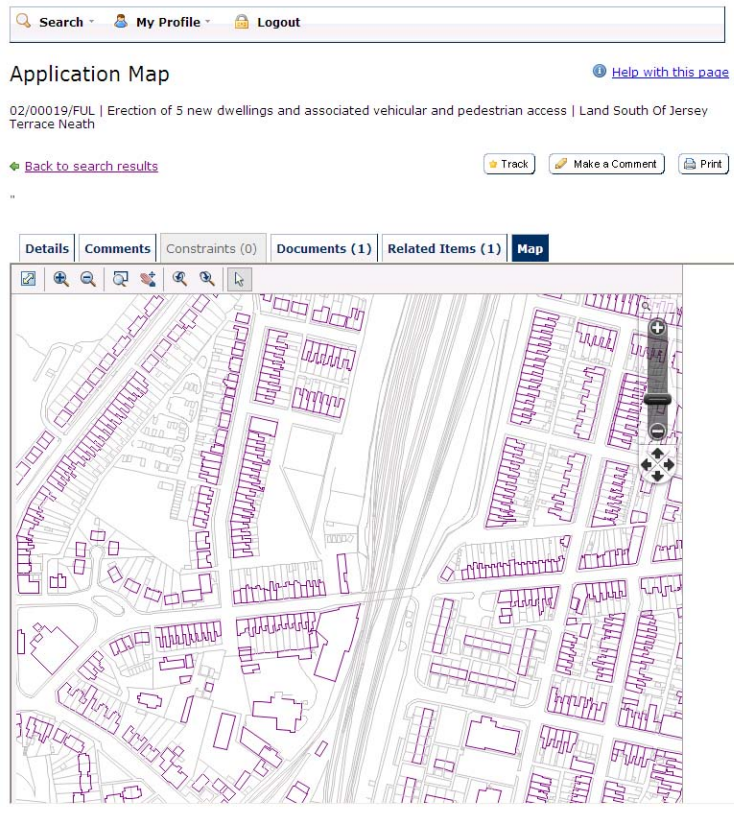 Search My Profile Logout
Application Map
Help with this page
02/00019/FUL | Erection of 5 new dwellings and associated vehicular and pedestrian access | Land South Of Jersey
Terrace Neath
Back to search results
Track Make a Comment Print
"
Details Comments Constraints (0) Documents (1) Related Items (1) Map